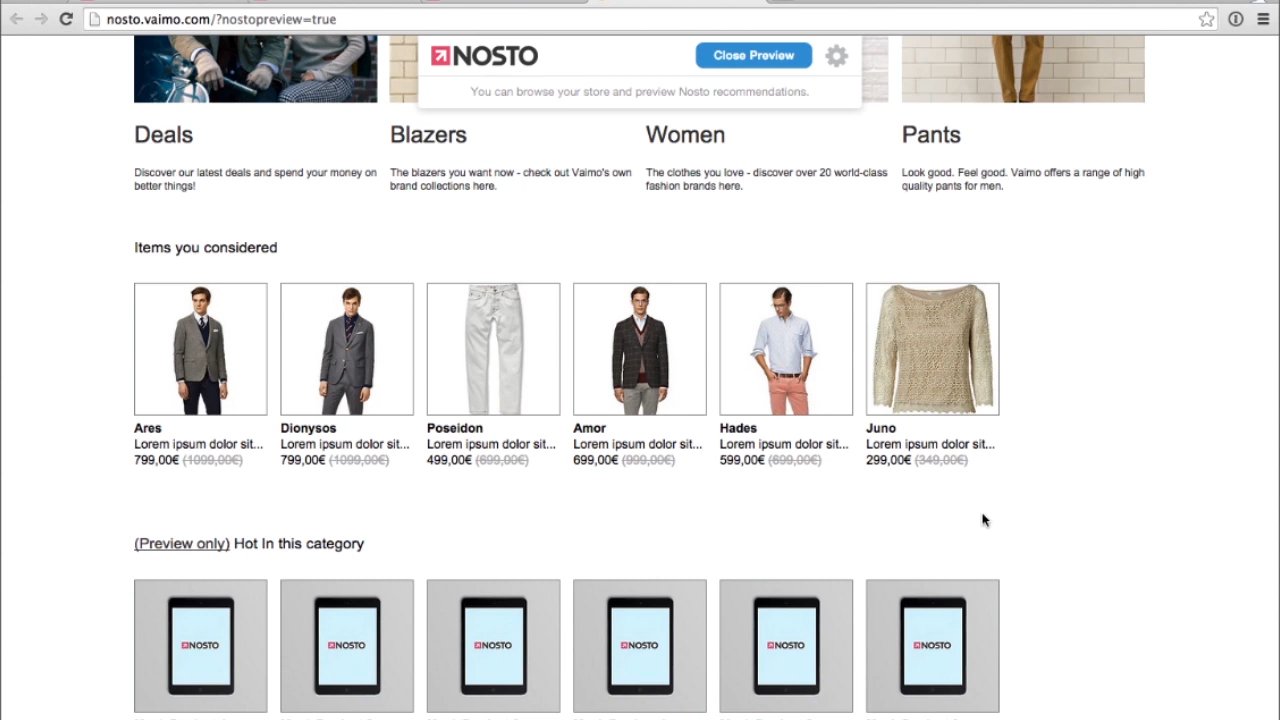 nosto.vaimo.com/?nostopreview=true
NOSTO
Close Preview
You can browse your store and preview Nosto recommendations.
Deals
Blazers
Women
Pants
Discover our latest deals and spend your money on
better things!
The blazers you want now - check out Vaimo's own
brand collections here.
The clothes you love - discover over 20 world-class
fashion brands here.
Look good. Feel good. Vaimo offers a range of high
quality pants for men.
Items you considered
Ares
Lorem ipsum dolor sit...
799,00€ (1099,00€)
Dionysos
Lorem ipsum dolor sit...
799,00€ (1099,00€)
Poseidon
Lorem ipsum dolor sit...
499,00€ (699,00€)
Amor
Lorem ipsum dolor sit...
699,00€ (999,00€)
Hades
Lorem ipsum dolor sit...
599,00€ (699,00€)
Juno
Lorem ipsum dolor sit...
299,00€ (349,00€)
(Preview only) Hot In this category
NOSTO
NOSTO
NOSTO
NOSTO
NOSTO
NOSTO